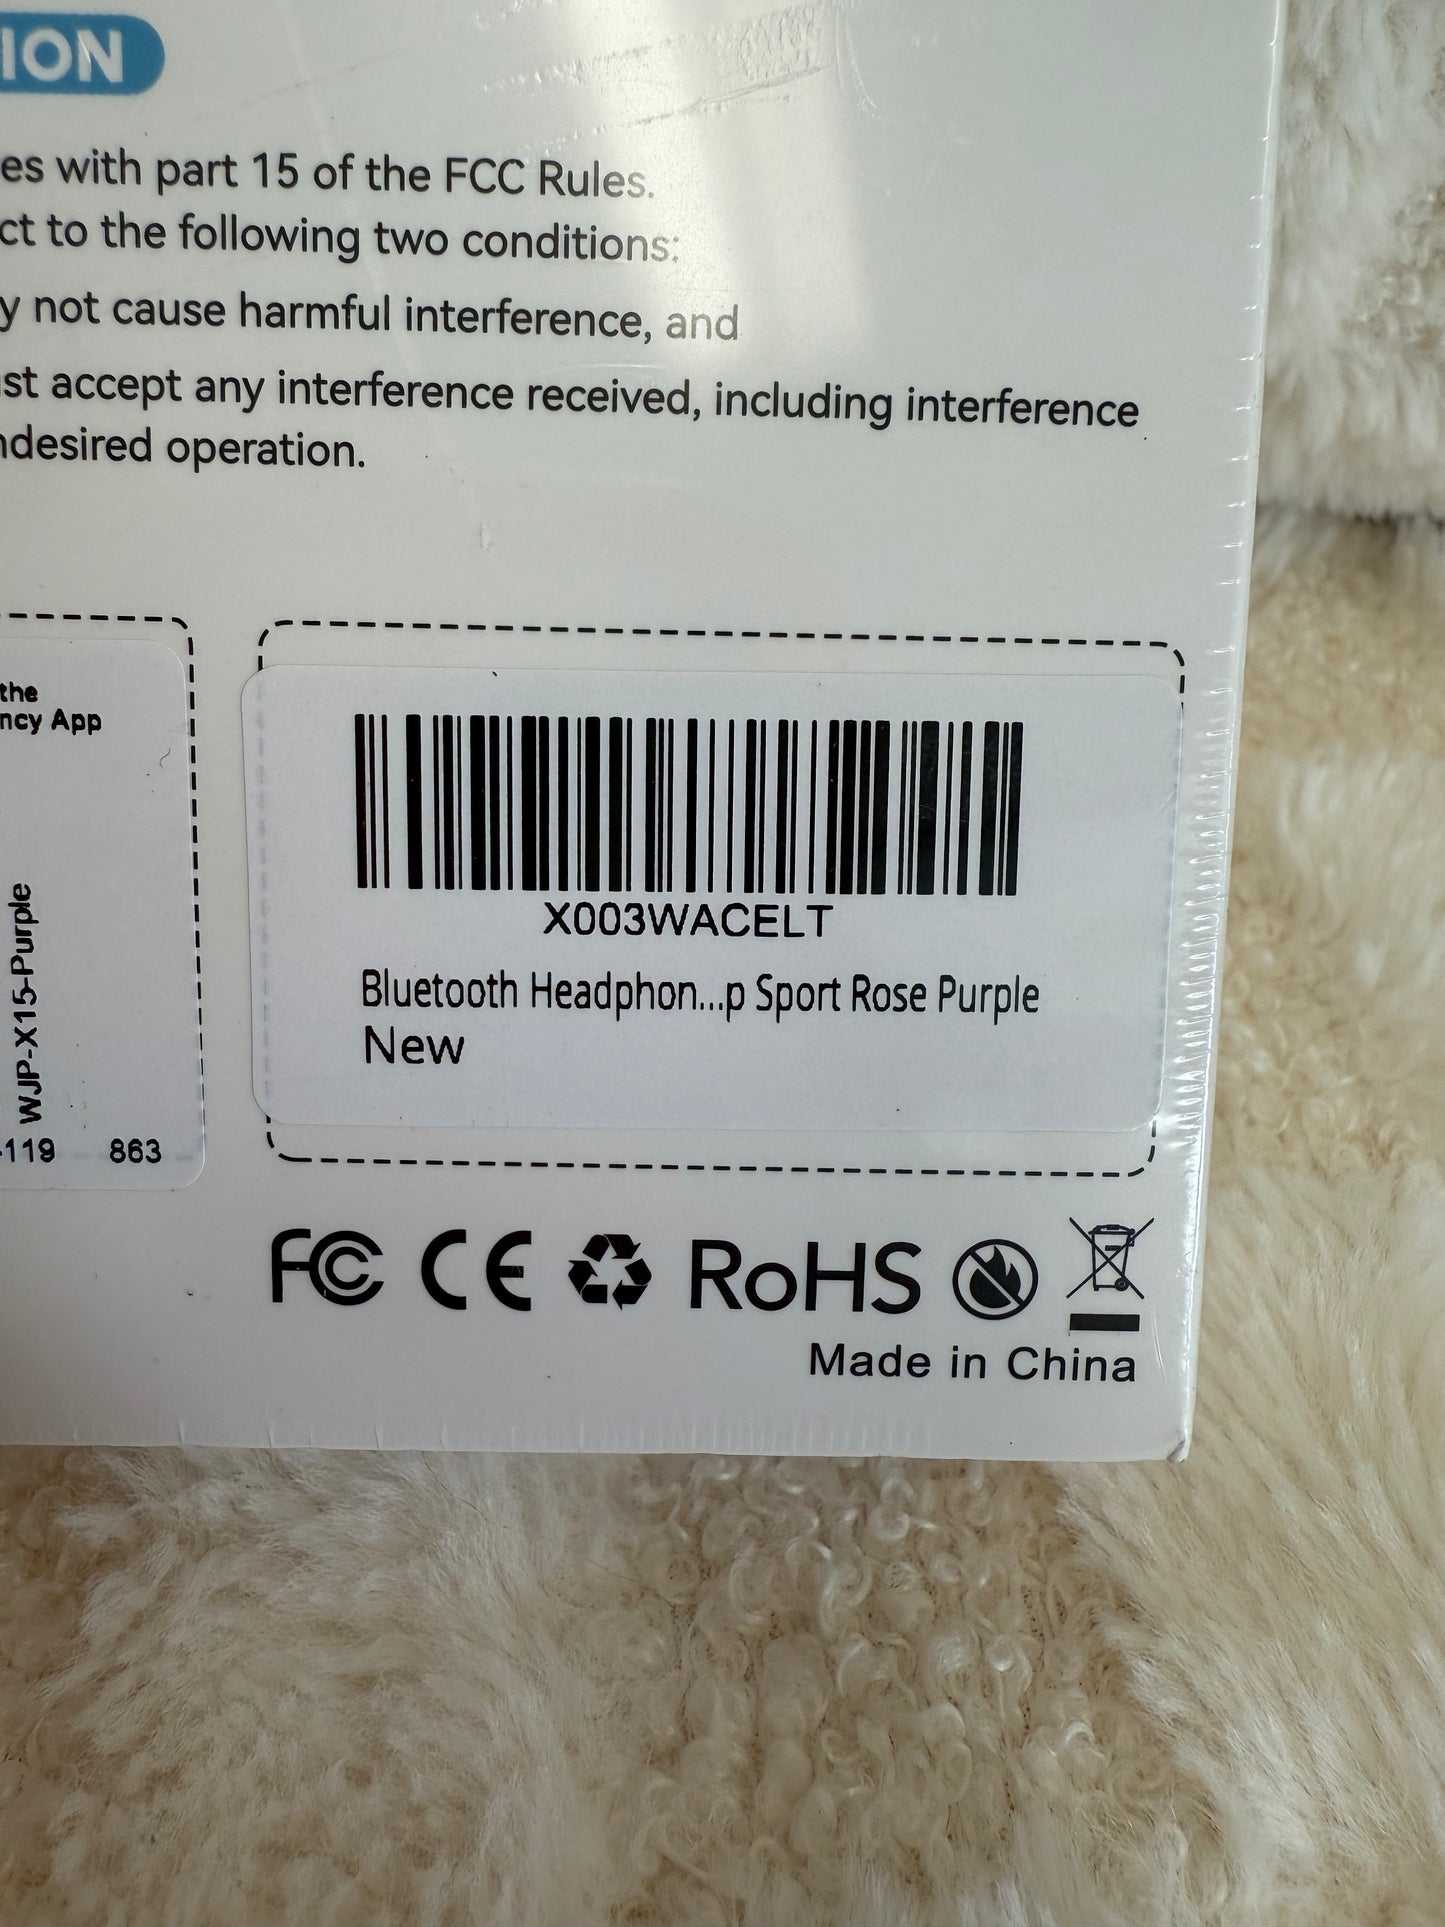 ION
es with part 15 of the FCC Rules.
ct to the following two conditions:
y not cause harmful interference, and
st accept any interference received, including interference
ndesired operation.
the
ncy App
WJP-X15-Purple
-119 863
X003WACELT
Bluetooth Headphon...p Sport Rose Purple
New
FC CE RoHS
Made in China